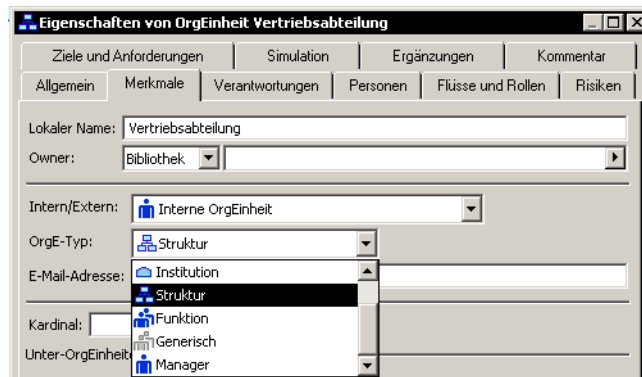 Eigenschaften von OrgEinheit Vertriebsabteilung
Ziele und Anforderungen Simulation Ergänzungen Kommentar
Allgemein Merkmale Verantwortungen Personen Flüsse und Rollen Risiken
Lokaler Name: Vertriebsabteilung
Owner: Bibliothek
Intern/Extern: Interne OrgEinheit
OrgE-Typ: Struktur
E-Mail-Adresse: Institution
Struktur
Kardinal: Funktion
Generisch
Unter-OrgEinheit Manager